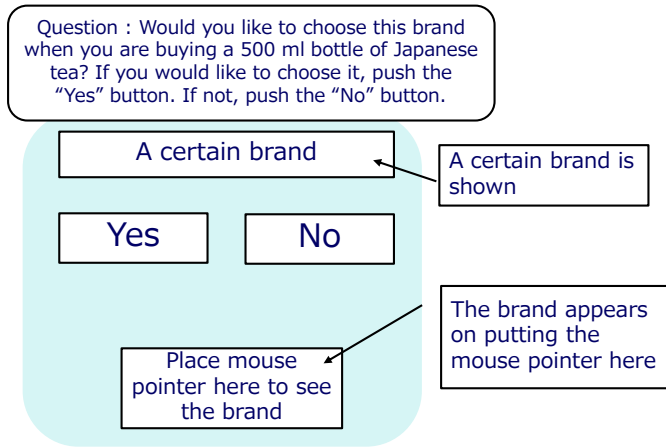 Question : Would you like to choose this brand
when you are buying a 500 ml bottle of Japanese
tea? If you would like to choose it, push the
“Yes” button. If not, push the “No” button.
A certain brand
A certain brand is
shown
Yes
No
The brand appears
on putting the
mouse pointer here
Place mouse
pointer here to see
the brand